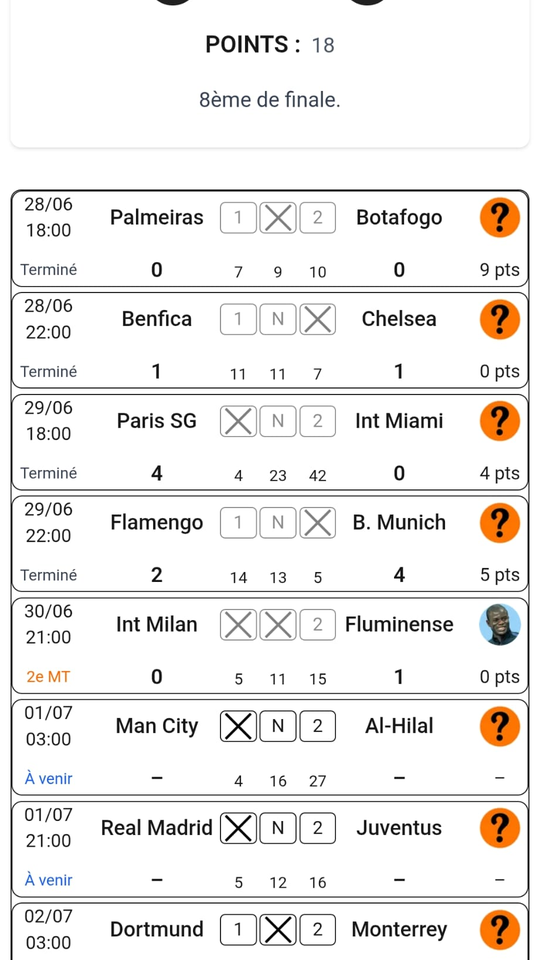 POINTS : 18
8ème de finale.
28/06
18:00
Palmeiras 1 2 Botafogo ?
Terminé 0 7 9 10 0 9 pts
28/06
22:00
Benfica 1 N Chelsea ?
Terminé 1 11 11 7 1 0 pts
29/06
18:00
Paris SG N 2 Int Miami ?
Terminé 4 4 23 42 0 4 pts
29/06
22:00
Flamengo 1 N B. Munich ?
Terminé 2 14 13 5 4 5 pts
30/06
21:00
Int Milan 2 Fluminense
2e MT 0 5 11 15 1 0 pts
01/07
03:00
Man City N 2 Al-Hilal ?
À venir – 4 16 27 – –
01/07
21:00
Real Madrid N 2 Juventus ?
À venir – 5 12 16 – –
02/07
03:00
Dortmund 1 2 Monterrey ?